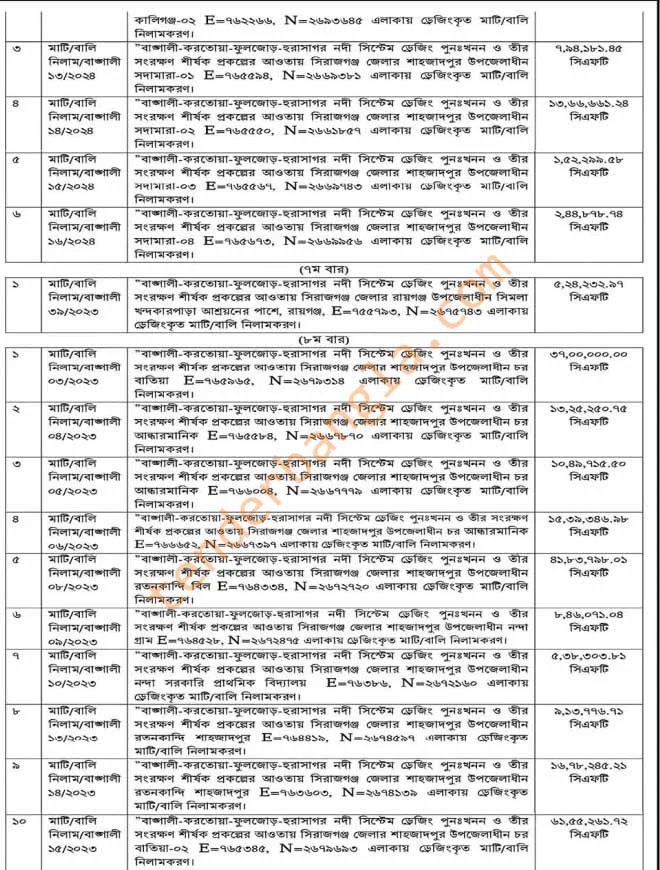 কালিগঞ্জ-০২ E=৭৬২২৬৬, N=২৬৯৩৬৪৫ এলাকায় ড্রেজিংকৃত মাটি/বালি
নিলামকরণ।
৩ মাটি/বালি "বাঙ্গালী-করতোয়া-ফুলজোড়-হুরাসাগর নদী সিস্টেম ড্রেজিং পুনঃখনন ও তীর ৭,৯৪,১৮১.৪৫
নিলাম/বাঙ্গালী সংরক্ষণ শীর্ষক প্রকল্পের আওতায় সিরাজগঞ্জ জেলার শাহজাদপুর উপজেলাধীন সিএফটি
১৩/২০২৪ সদামারা-০১ E=৭৬৫৫৯৪, N=২৬৬৯৩৮১ এলাকায় ড্রেজিংকৃত মাটি/বালি
নিলামকরণ।
৪ মাটি/বালি "বাঙ্গালী-করতোয়া-ফুলজোড়-হুরাসাগর নদী সিস্টেম ড্রেজিং পুনঃখনন ও তীর ১৩,৬৬,৬৬১.২৪
নিলাম/বাঙ্গালী সংরক্ষণ শীর্ষক প্রকল্পের আওতায় সিরাজগঞ্জ জেলার শাহজাদপুর উপজেলাধীন সিএফটি
১৪/২০২৪ সদামারা-০২ E=৭৬৫৫৫০, N=২৬৬১৮৫৭ এলাকায় ড্রেজিংকৃত মাটি/বালি
নিলামকরণ।
৫ মাটি/বালি "বাঙ্গালী-করতোয়া-ফুলজোড়-হুরাসাগর নদী সিস্টেম ড্রেজিং পুনঃখনন ও তীর ১,৫২,২৯৯.৫৮
নিলাম/বাঙ্গালী সংরক্ষণ শীর্ষক প্রকল্পের আওতায় সিরাজগঞ্জ জেলার শাহজাদপুর উপজেলাধীন সিএফটি
১৫/২০২৪ সদামারা-০৩ E=৭৬৫৫৬৭, N=২৬৬৯৭৪৩ এলাকায় ড্রেজিংকৃত মাটি/বালি
নিলামকরণ।
৬ মাটি/বালি "বাঙ্গালী-করতোয়া-ফুলজোড়-হুরাসাগর নদী সিস্টেম ড্রেজিং পুনঃখনন ও তীর ২,৪৪,৮৭৮.৭৪
নিলাম/বাঙ্গালী সংরক্ষণ শীর্ষক প্রকল্পের আওতায় সিরাজগঞ্জ জেলার শাহজাদপুর উপজেলাধীন সিএফটি
১৬/২০২৪ সদামারা-০৪ E=৭৬৫৬৭৩, N=২৬৬৯৯৫৬ এলাকায় ড্রেজিংকৃত মাটি/বালি
নিলামকরণ।
(৭ম বার)
১ মাটি/বালি "বাঙ্গালী-করতোয়া-ফুলজোড়-হুরাসাগর নদী সিস্টেম ড্রেজিং পুনঃখনন ও তীর ৫,২৪,২৩২.৯৭
নিলাম/বাঙ্গালী সংরক্ষণ শীর্ষক প্রকল্পের আওতায় সিরাজগঞ্জ জেলার রায়গঞ্জ উপজেলাধীন সিমলা সিএফটি
৩৯/২০২৩ খন্দকারপাড়া আশ্রয়নের পাশে, রায়গঞ্জ, E=৭৫৫৭৯৩, N=২৬৭৫৭৪৩ এলাকায়
ড্রেজিংকৃত মাটি/বালি নিলামকরণ।
(৮ম বার)
১ মাটি/বালি "বাঙ্গালী-করতোয়া-ফুলজোড়-হুরাসাগর নদী সিস্টেম ড্রেজিং পুনঃখনন ও তীর ৩৭,০০,০০০.০০
নিলাম/বাঙ্গালী সংরক্ষণ শীর্ষক প্রকল্পের আওতায় সিরাজগঞ্জ জেলার শাহজাদপুর উপজেলাধীন চর সিএফটি
০৩/২০২৩ বাতিয়া E=৭৬৫৯৬৫, N=২৬৭৯৩১৪ এলাকায় ড্রেজিংকৃত মাটি/বালি
নিলামকরণ।
২ মাটি/বালি "বাঙ্গালী-করতোয়া-ফুলজোড়-হুরাসাগর নদী সিস্টেম ড্রেজিং পুনঃখনন ও তীর ১৩,২৫,২৫০.৭৫
নিলাম/বাঙ্গালী সংরক্ষণ শীর্ষক প্রকল্পের আওতায় সিরাজগঞ্জ জেলার শাহজাদপুর উপজেলাধীন চর সিএফটি
০৪/২০২৩ আন্ধারমানিক E=৭৬৫৫৮৪, N=২৬৬৭৮৭০ এলাকায় ড্রেজিংকৃত মাটি/বালি
নিলামকরণ।
৩ মাটি/বালি "বাঙ্গালী-করতোয়া-ফুলজোড়-হুরাসাগর নদী সিস্টেম ড্রেজিং পুনঃখনন ও তীর ১০,৪৯,৭১৫.৫০
নিলাম/বাঙ্গালী সংরক্ষণ শীর্ষক প্রকল্পের আওতায় সিরাজগঞ্জ জেলার শাহজাদপুর উপজেলাধীন চর সিএফটি
০৫/২০২৩ আন্ধারমানিক E=৭৬৬০০৪, N=২৬৬৭৭৭৯ এলাকায় ড্রেজিংকৃত মাটি/বালি
নিলামকরণ।
৪ মাটি/বালি "বাঙ্গালী-করতোয়া-ফুলজোড়-হুরাসাগর নদী সিস্টেম ড্রেজিং পুনঃখনন ও তীর সংরক্ষণ ১৫,৩৯,৩৪৬.৯৮
নিলাম/বাঙ্গালী শীর্ষক প্রকল্পের আওতায় সিরাজগঞ্জ জেলার শাহজাদপুর উপজেলাধীন চর আন্ধারমানিক সিএফটি
০৬/২০২৩ E=৭৬৬৬৫২, N=২৬৬৭৩৯৭ এলাকায় ড্রেজিংকৃত মাটি/বালি নিলামকরণ।
৫ মাটি/বালি "বাঙ্গালী-করতোয়া-ফুলজোড়-হুরাসাগর নদী সিস্টেম ড্রেজিং পুনঃখনন ও তীর ৪১,৮৩,৭৯৮.০১
নিলাম/বাঙ্গালী সংরক্ষণ শীর্ষক প্রকল্পের আওতায় সিরাজগঞ্জ জেলার শাহজাদপুর উপজেলাধীন সিএফটি
০৮/২০২৩ রতনকান্দি বিল E=৭৬৪৩৩৪, N=২৬৭২৭২০ এলাকায় ড্রেজিংকৃত মাটি/বালি
নিলামকরণ।
৬ মাটি/বালি "বাঙ্গালী-করতোয়া-ফুলজোড়-হুরাসাগর নদী সিস্টেম ড্রেজিং পুনঃখনন ও তীর ৮,৪৬,০৭১.০৪
নিলাম/বাঙ্গালী সংরক্ষণ শীর্ষক প্রকল্পের আওতায় সিরাজগঞ্জ জেলার শাহজাদপুর উপজেলাধীন নন্দা সিএফটি
০৯/২০২৩ গ্রাম E=৭৬৪৫২৮, N=২৬৭২৪৭৫ এলাকায় ড্রেজিংকৃত মাটি/বালি নিলামকরণ।
৭ মাটি/বালি "বাঙ্গালী-করতোয়া-ফুলজোড়-হুরাসাগর নদী সিস্টেম ড্রেজিং পুনঃখনন ও তীর ৫,৩৮,৩০৩.৮১
নিলাম/বাঙ্গালী সংরক্ষণ শীর্ষক প্রকল্পের আওতায় সিরাজগঞ্জ জেলার শাহজাদপুর উপজেলাধীন সিএফটি
১০/২০২৩ নন্দা সরকারি প্রাথমিক বিদ্যালয় E=৭৬৩৮৬, N=২৬৭২১৬০ এলাকায়
ড্রেজিংকৃত মাটি/বালি নিলামকরণ।
৮ মাটি/বালি "বাঙ্গালী-করতোয়া-ফুলজোড়-হুরাসাগর নদী সিস্টেম ড্রেজিং পুনঃখনন ও তীর ৯,১৩,৭৭৬.৭১
নিলাম/বাঙ্গালী সংরক্ষণ শীর্ষক প্রকল্পের আওতায় সিরাজগঞ্জ জেলার শাহজাদপুর উপজেলাধীন সিএফটি
১৩/২০২৩ রতনকান্দি শাহজাদপুর E=৭৬৪৪১৯, N=২৬৭৪৫৯৭ এলাকায় ড্রেজিংকৃত
মাটি/বালি নিলামকরণ।
৯ মাটি/বালি "বাঙ্গালী-করতোয়া-ফুলজোড়-হুরাসাগর নদী সিস্টেম ড্রেজিং পুনঃখনন ও তীর ১৬,৭৮,২৪৫.২১
নিলাম/বাঙ্গালী সংরক্ষণ শীর্ষক প্রকল্পের আওতায় সিরাজগঞ্জ জেলার শাহজাদপুর উপজেলাধীন সিএফটি
১৪/২০২৩ রতনকান্দি শাহজাদপুর E=৭৬৩৬০৩, N=২৬৭৪১৩৯ এলাকায় ড্রেজিংকৃত
মাটি/বালি নিলামকরণ।
১০ মাটি/বালি "বাঙ্গালী-করতোয়া-ফুলজোড়-হুরাসাগর নদী সিস্টেম ড্রেজিং পুনঃখনন ও তীর ৬১,৫৫,২৬১.৭২
নিলাম/বাঙ্গালী সংরক্ষণ শীর্ষক প্রকল্পের আওতায় সিরাজগঞ্জ জেলার শাহজাদপুর উপজেলাধীন চর সিএফটি
১৫/২০২৩ বাতিয়া-০২ E=৭৬৫৩৪৫, N=২৬৭৯৬৯৩ এলাকায় ড্রেজিংকৃত মাটি/বালি
নিলামকরণ।
tenderbangla.com